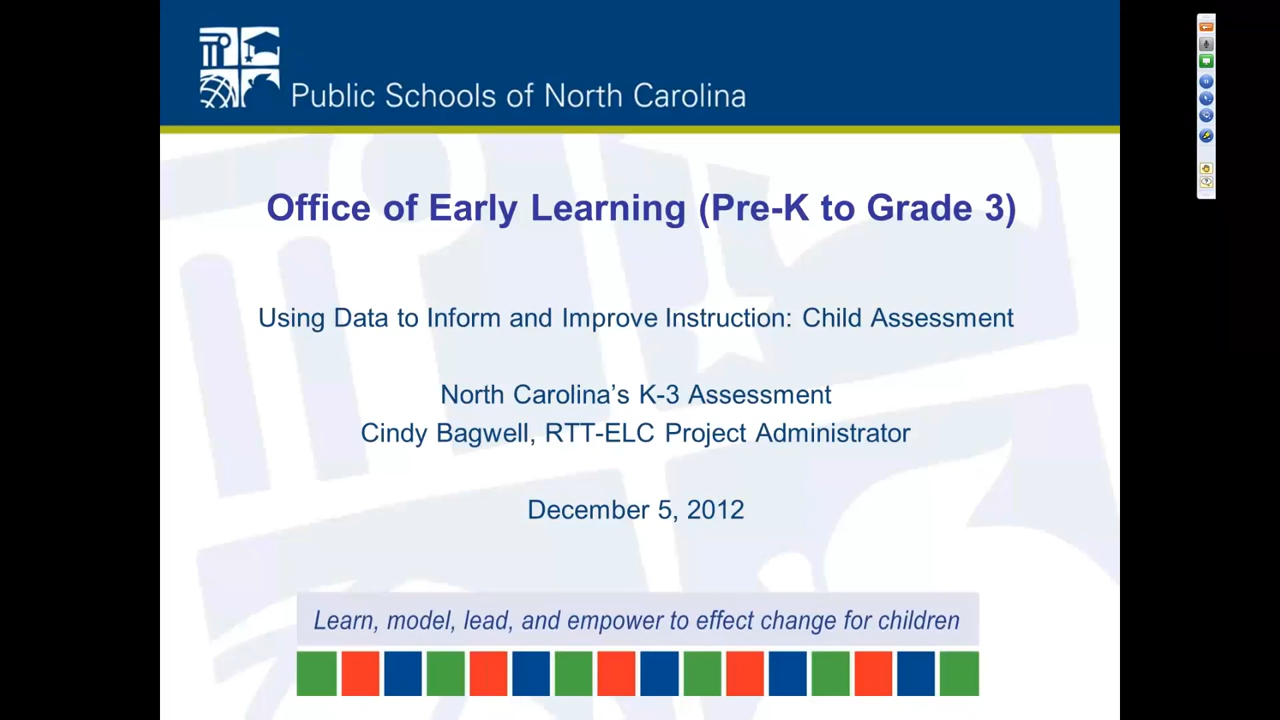 Public Schools of North Carolina
Office of Early Learning (Pre-K to Grade 3)
Using Data to Inform and Improve Instruction: Child Assessment
North Carolina’s K-3 Assessment
Cindy Bagwell, RTT-ELC Project Administrator
December 5, 2012
Learn, model, lead, and empower to effect change for children